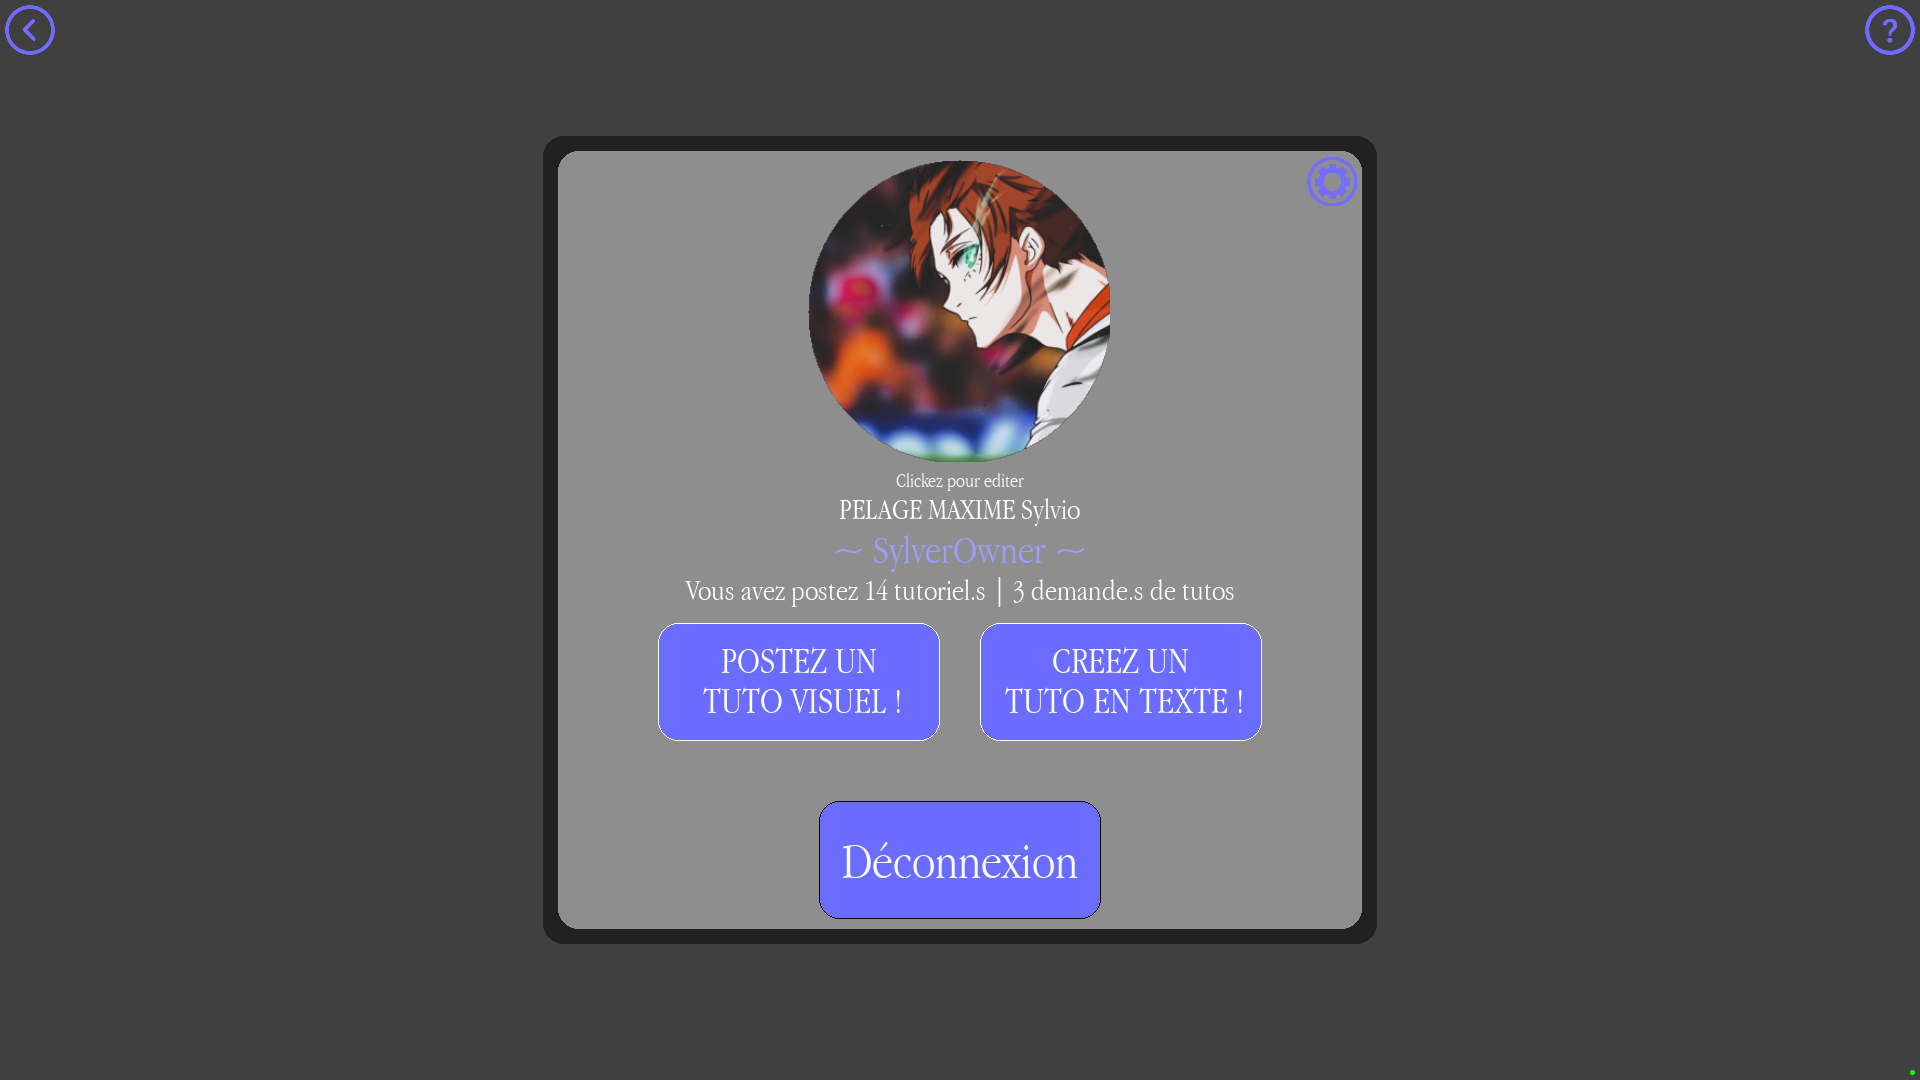 ?
Clickez pour editer
PELAGE MAXIME Sylvio
~ SylverOwner ~
Vous avez postez 14 tutoriel.s | 3 demande.s de tutos
POSTEZ UN
TUTO VISUEL !
CREEZ UN
TUTO EN TEXTE !
Déconnexion